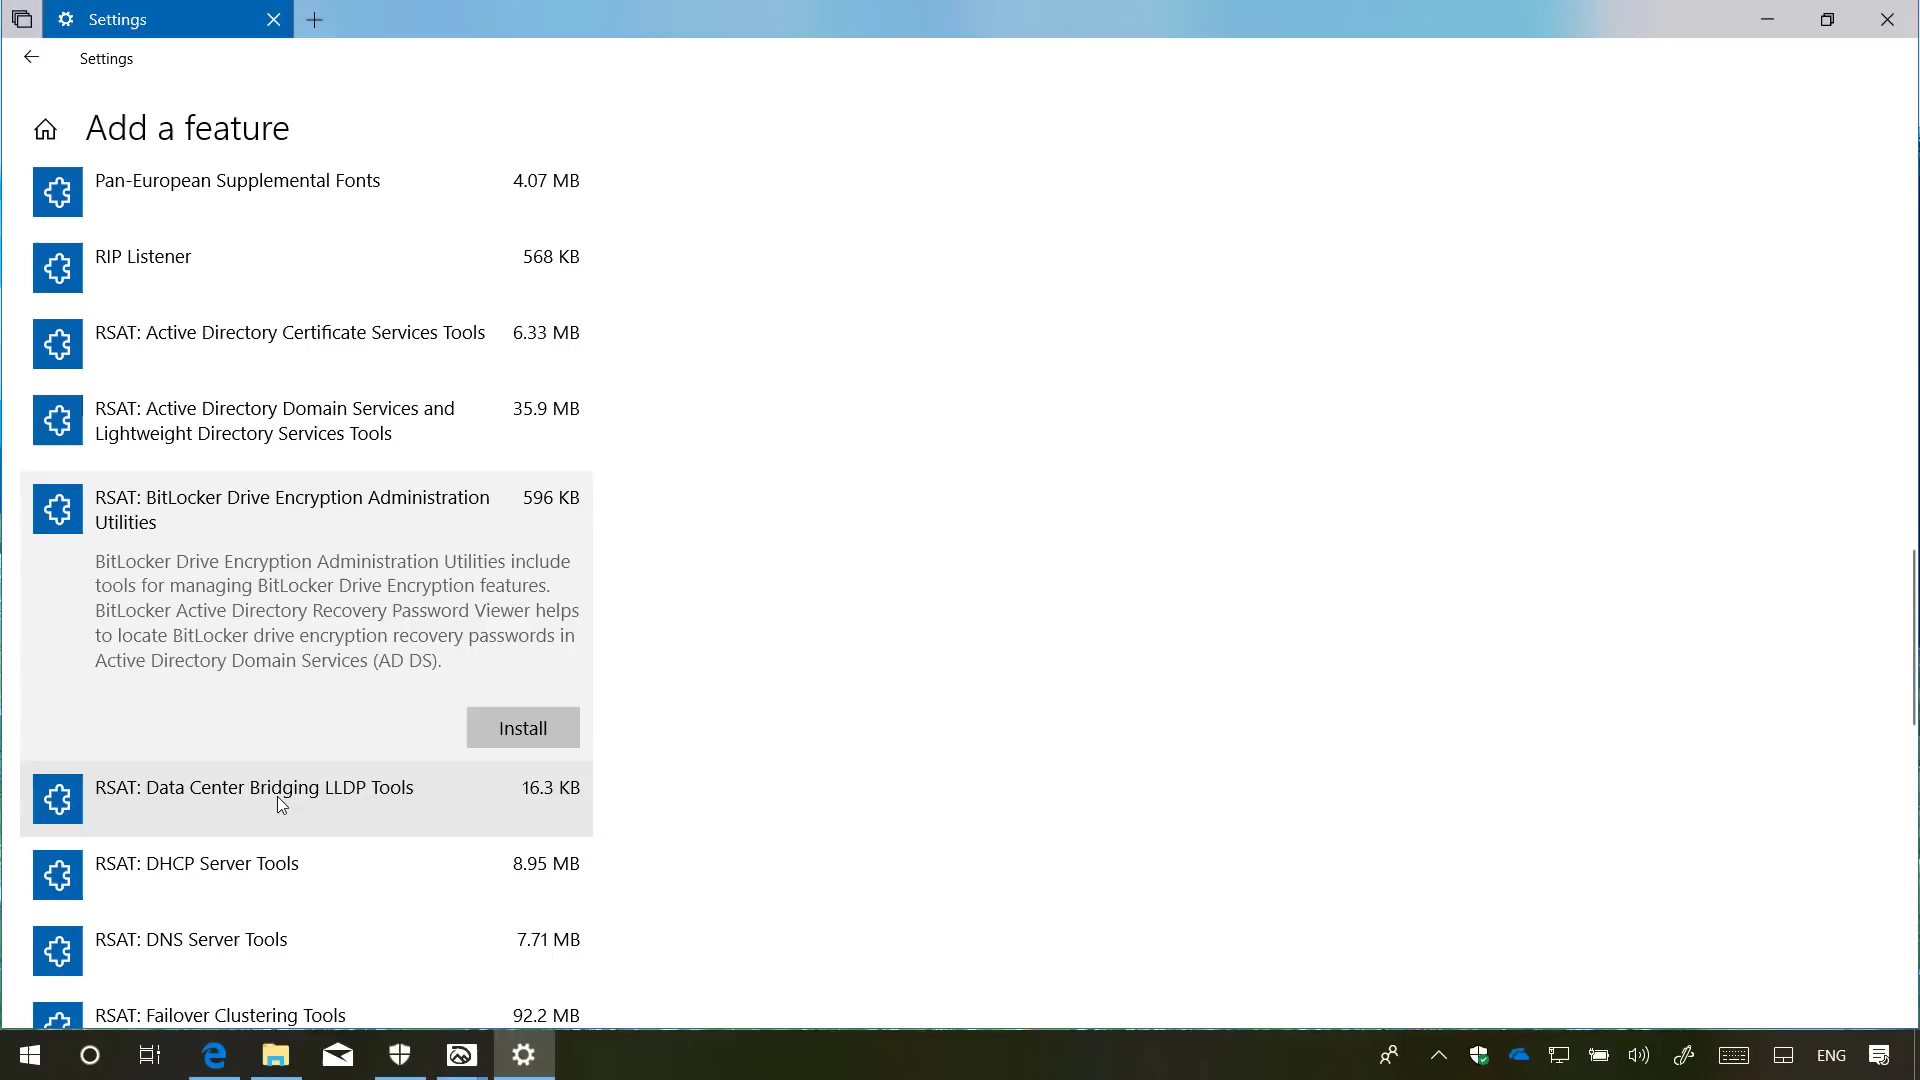 Settings
Settings
Add a feature
Pan-European Supplemental Fonts 4.07 MB
RIP Listener 568 KB
RSAT: Active Directory Certificate Services Tools 6.33 MB
RSAT: Active Directory Domain Services and 35.9 MB
Lightweight Directory Services Tools
RSAT: BitLocker Drive Encryption Administration 596 KB
Utilities
BitLocker Drive Encryption Administration Utilities include
tools for managing BitLocker Drive Encryption features.
BitLocker Active Directory Recovery Password Viewer helps
to locate BitLocker drive encryption recovery passwords in
Active Directory Domain Services (AD DS).
Install
RSAT: Data Center Bridging LLDP Tools 16.3 KB
RSAT: DHCP Server Tools 8.95 MB
RSAT: DNS Server Tools 7.71 MB
RSAT: Failover Clustering Tools 92.2 MB
ENG